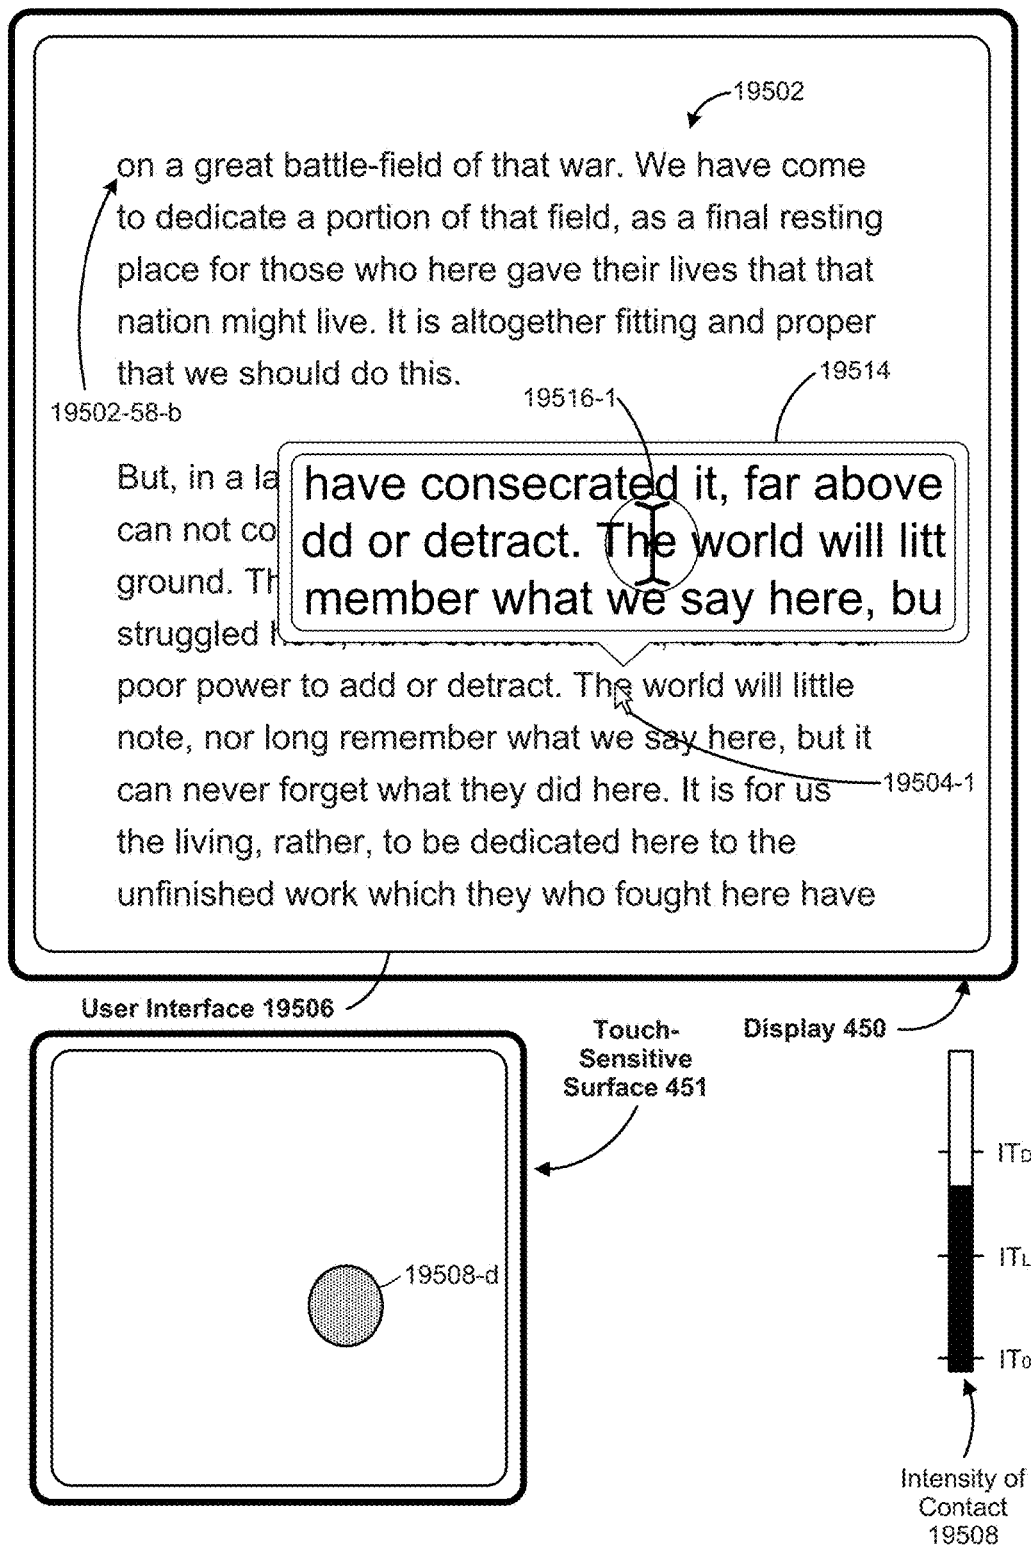 19502
on a great battle-field of that war. We have come
to dedicate a portion of that field, as a final resting
place for those who here gave their lives that that
nation might live. It is altogether fitting and proper
that we should do this.
19502-58-b
19516-1
19514
But, in a la
can not co
ground. Th
struggled
have consecrated it, far above
dd or detract. The world will litt
member what we say here, bu
poor power to add or detract. The world will little
note, nor long remember what we say here, but it
can never forget what they did here. It is for us
19504-1
the living, rather, to be dedicated here to the
unfinished work which they who fought here have
User Interface 19506
Display 450
Touch-
Sensitive
Surface 451
19508-d
ITD
ITL
IT0
Intensity of
Contact
19508